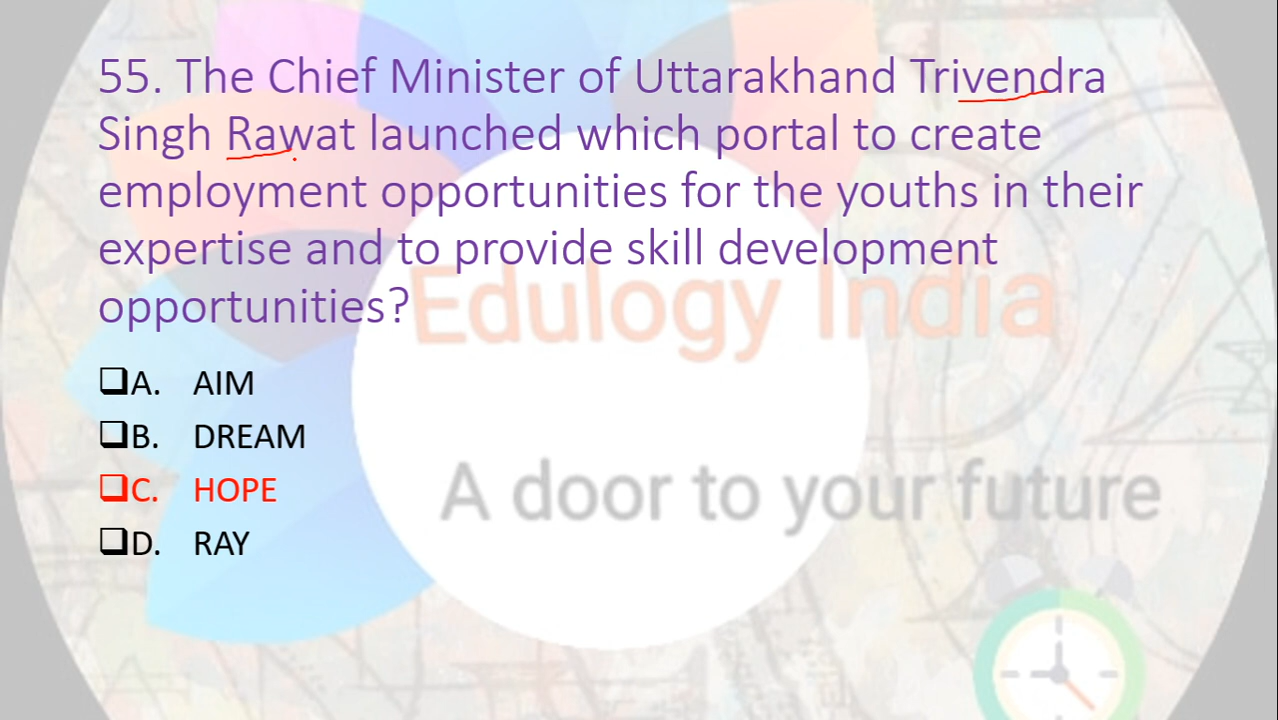 55. The Chief Minister of Uttarakhand Trivendra
Singh Rawat launched which portal to create
employment opportunities for the youths in their
expertise and to provide skill development
opportunities?
Edulogy India
A. AIM
B. DREAM
C. HOPE
A door to your future
D. RAY